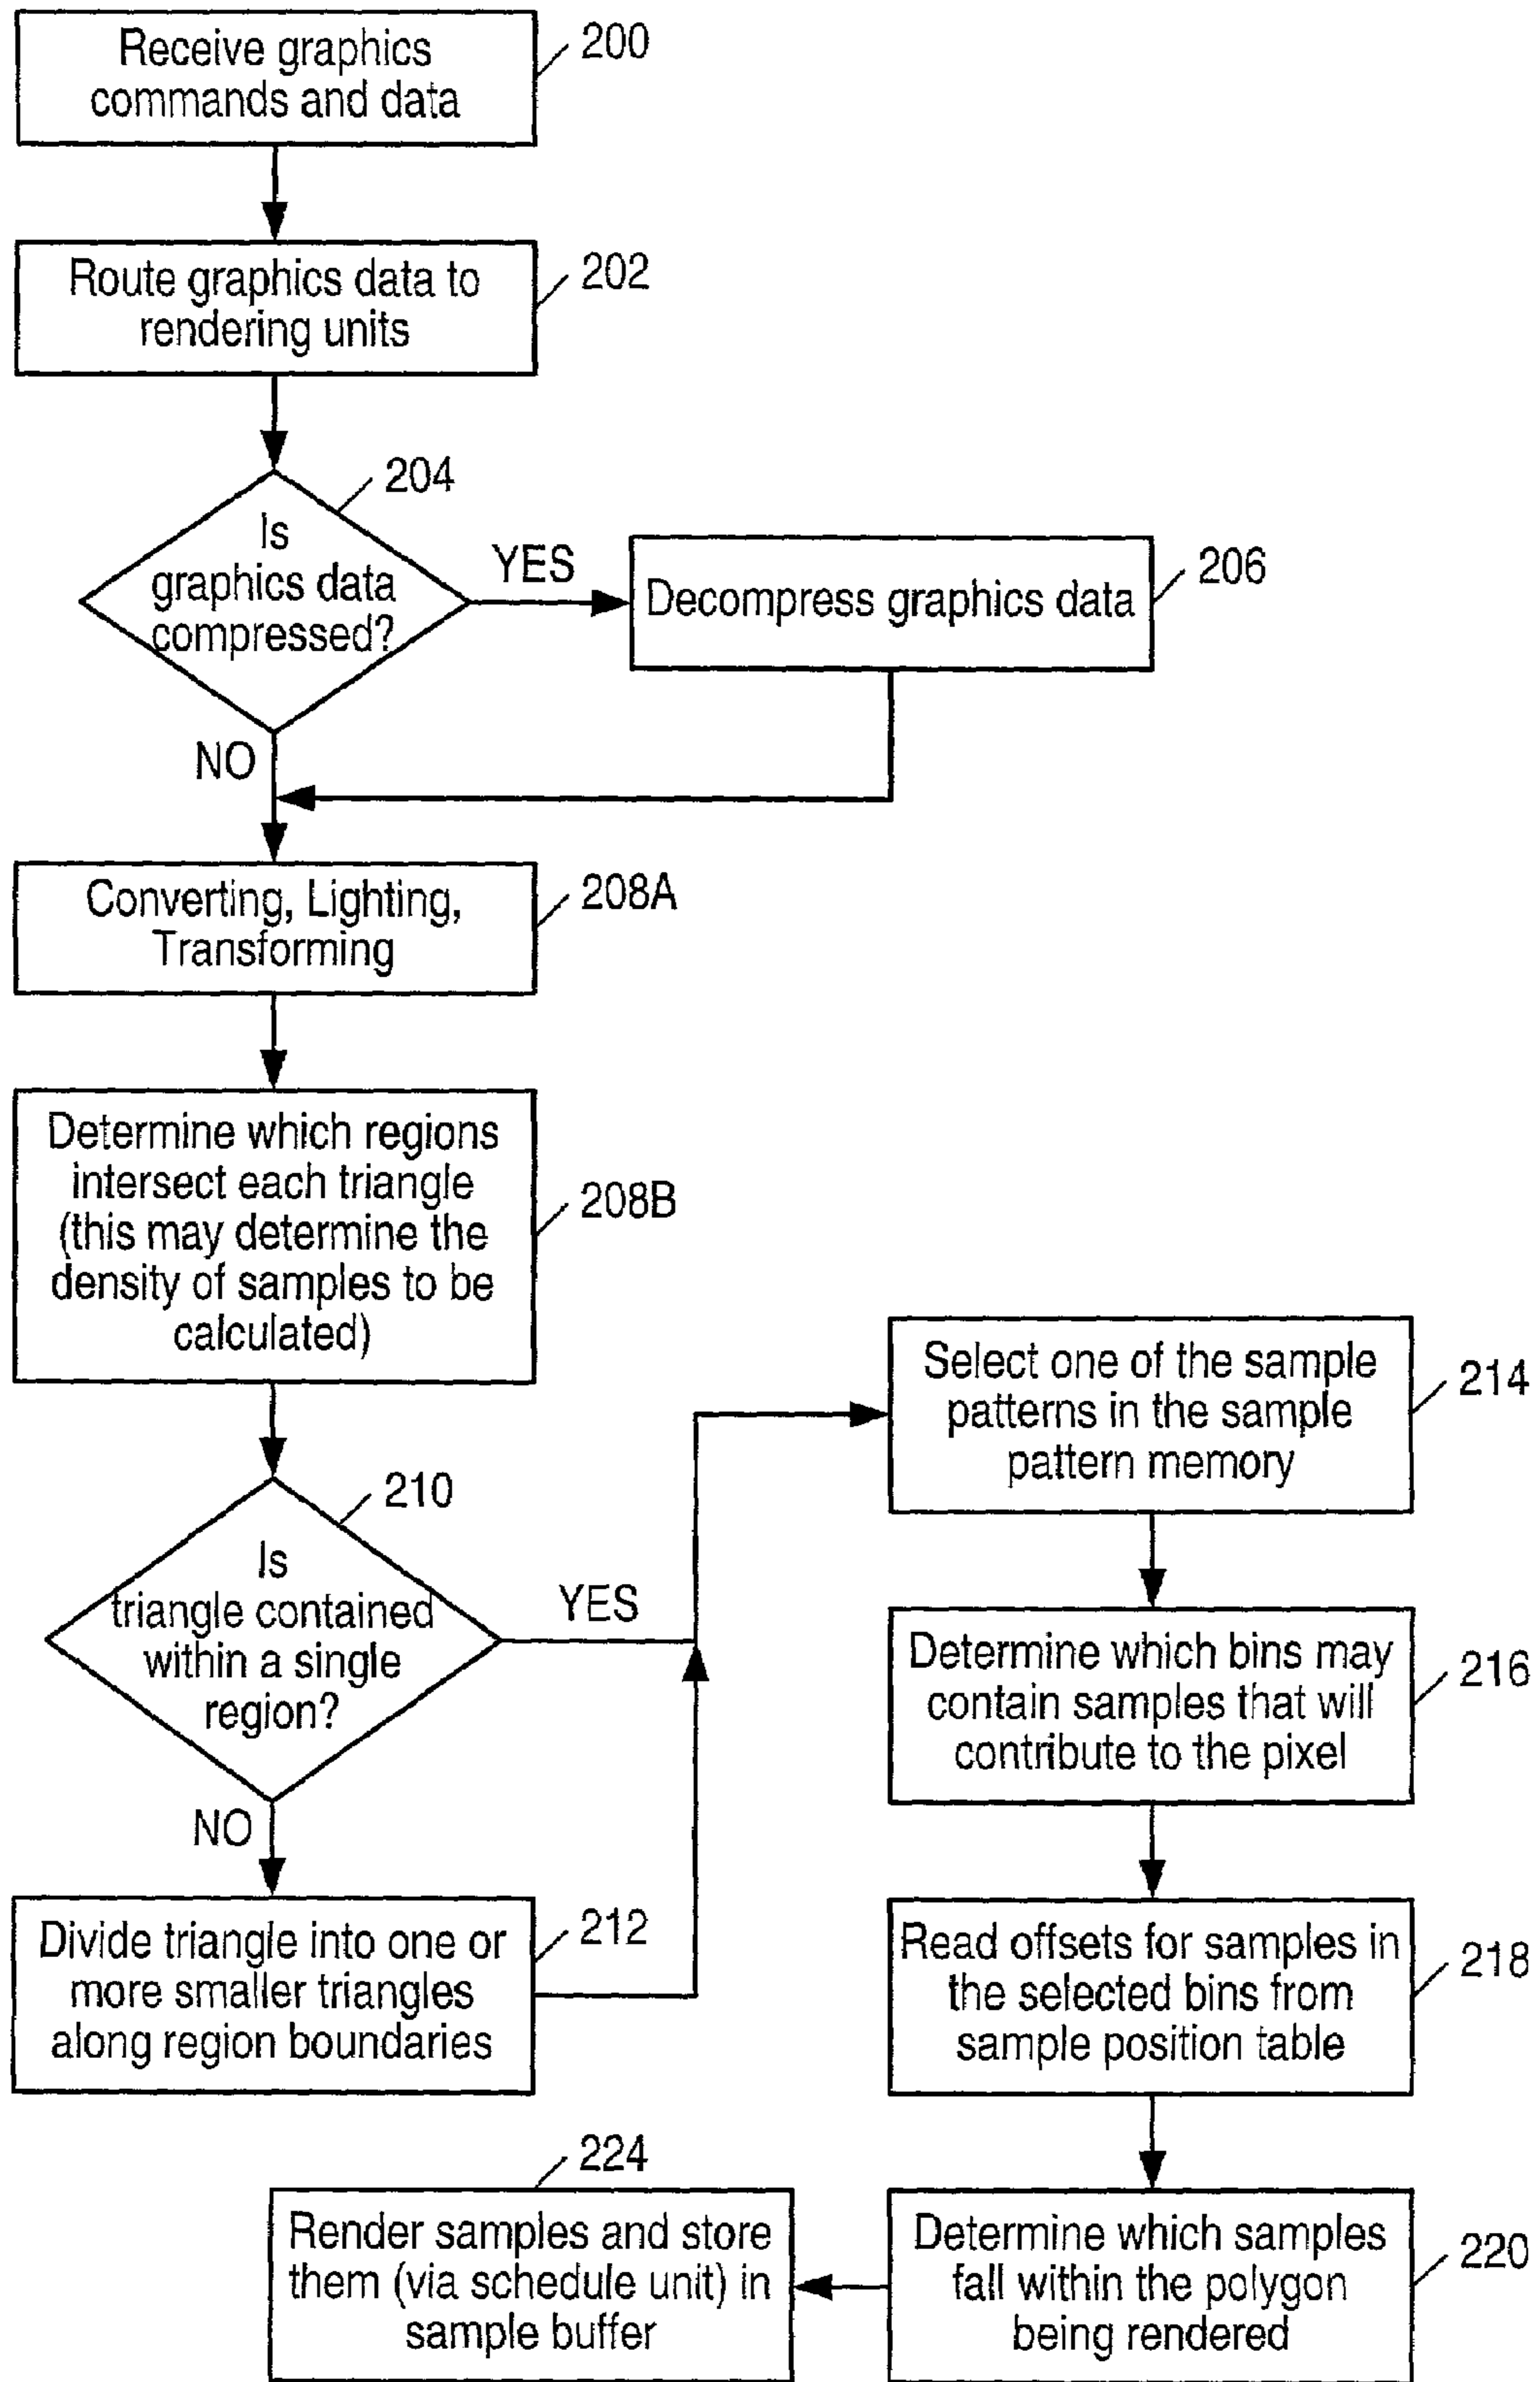 Receive graphics
commands and data
200
Route graphics data to
rendering units
202
204
Is
graphics data
compressed?
YES
Decompress graphics data
206
NO
Converting, Lighting,
Transforming
208A
Determine which regions
intersect each triangle
(this may determine the
density of samples to be
calculated)
208B
210
Is
triangle contained
within a single
region?
YES
NO
Divide triangle into one or
more smaller triangles
along region boundaries
212
Select one of the sample
patterns in the sample
pattern memory
214
Determine which bins may
contain samples that will
contribute to the pixel
216
Read offsets for samples in
the selected bins from
sample position table
218
Determine which samples
fall within the polygon
being rendered
220
224
Render samples and store
them (via schedule unit) in
sample buffer